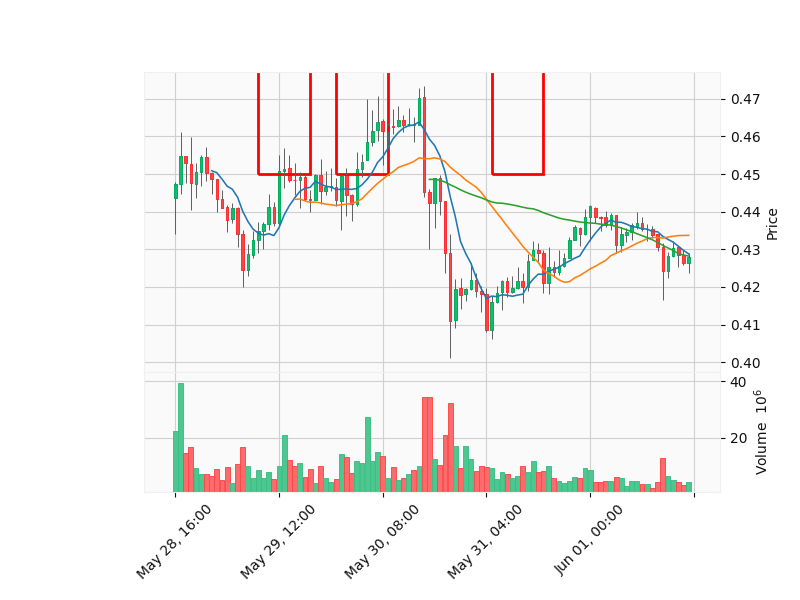 0.47
0.46
0.45
0.44
0.43
0.42
0.41
0.40
Price
40
20
Volume 10^6
May 28, 16:00
May 29, 12:00
May 30, 08:00
May 31, 04:00
Jun 01, 00:00